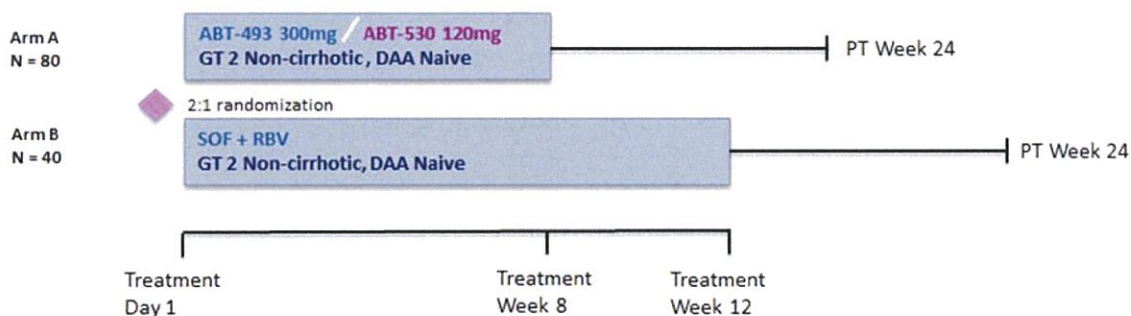 Arm A
N = 80
ABT-493 300mg / ABT-530 120mg
GT 2 Non-cirrhotic, DAA Naive
PT Week 24
2:1 randomization
Arm B
N = 40
SOF + RBV
GT 2 Non-cirrhotic, DAA Naive
PT Week 24
Treatment
Day 1
Treatment
Week 8
Treatment
Week 12